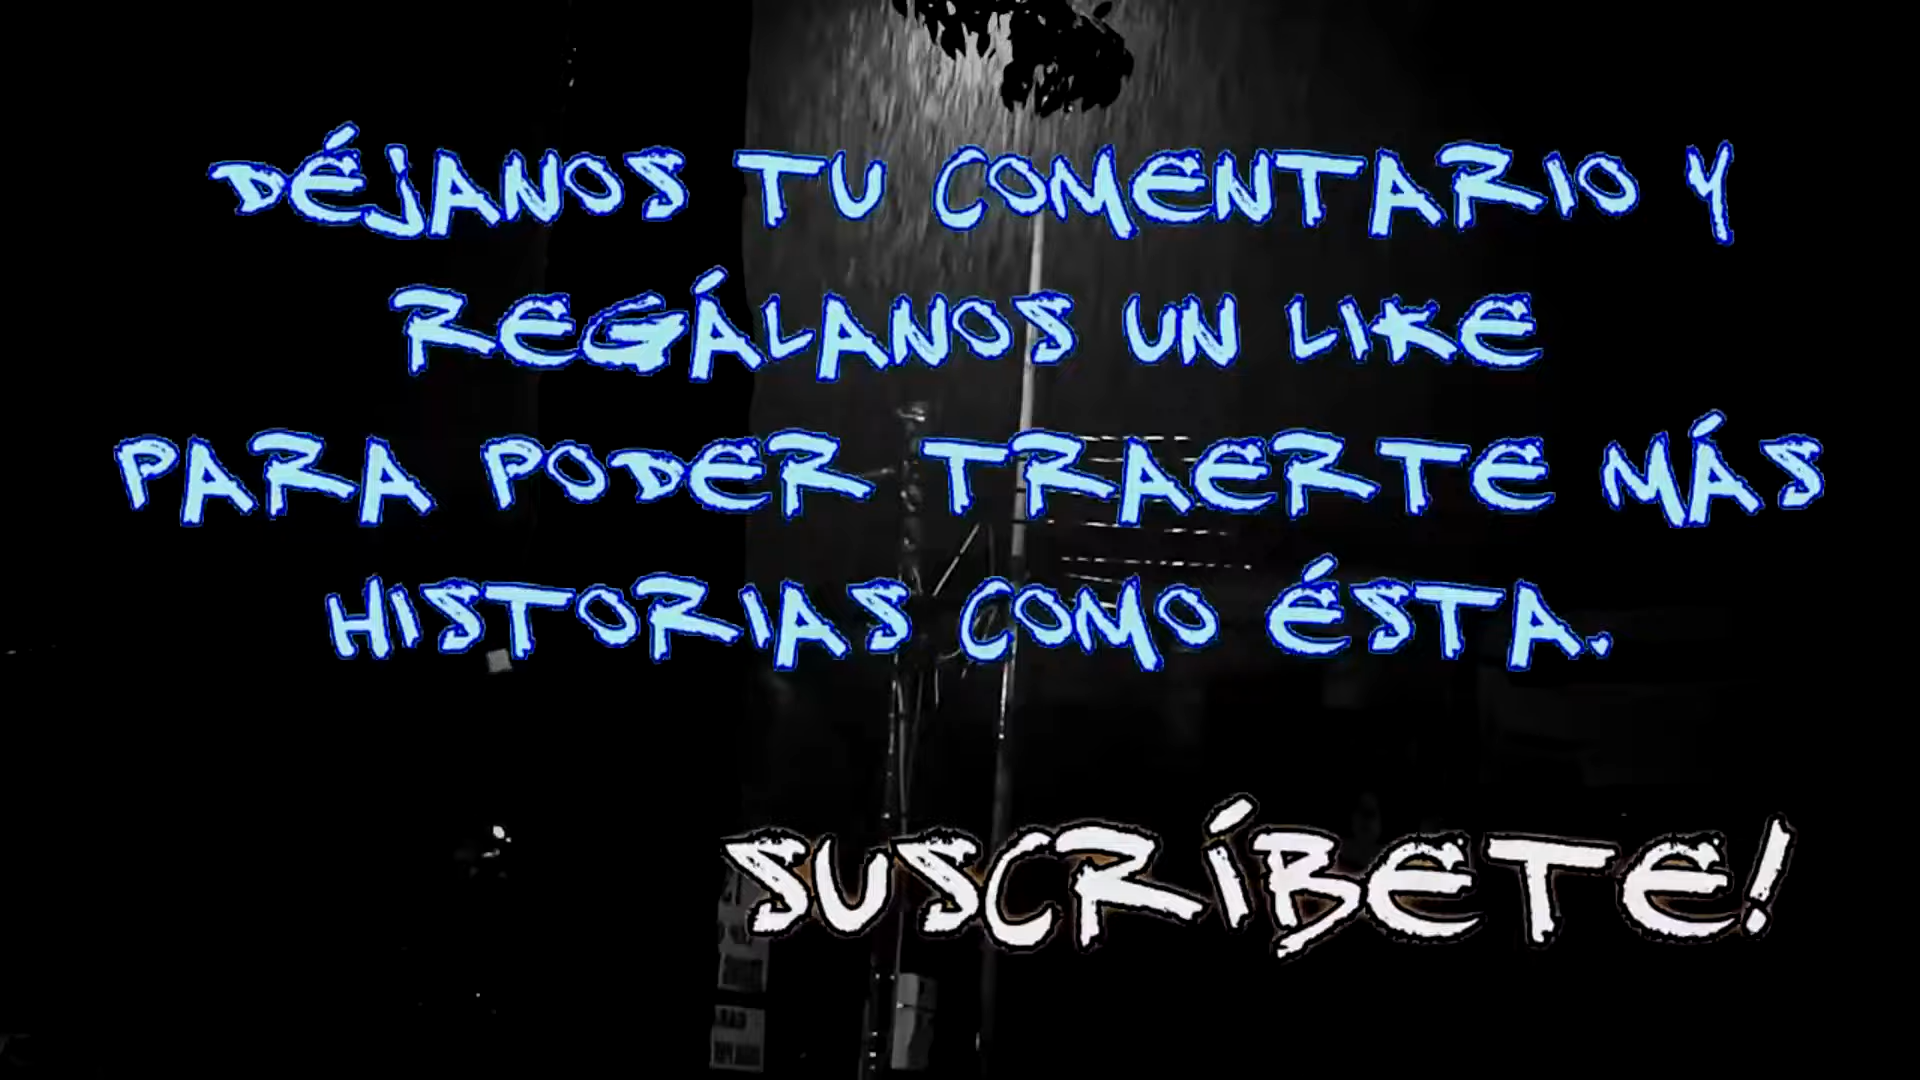 DÉJANOS TU COMENTARIO Y
REGÁLANOS UN LIKE
PARA PODER TRAERTE MÁS
HISTORIAS COMO ÉSTA.
SUSCRÍBETE!